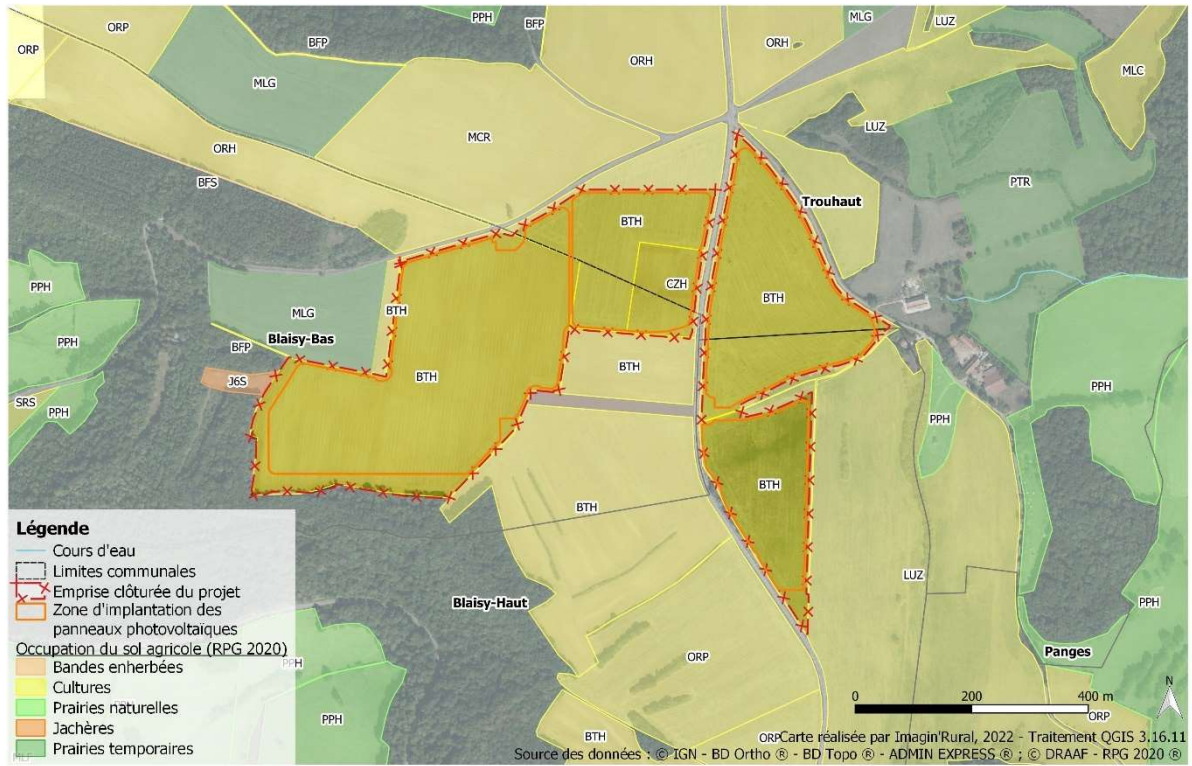 PPH
ORP
ORP
BFP
BFP
MLG
LUZ
ORH
ORH
MLG
MLC
MCR
LUZ
ORH
BFS
PTR
Trouhaut
BTH
PPH
CZH
BTH
MLG
BTH
PPH
BFP
Blaisy-Bas
BTH
BTH
J6S
SRS
PPH
PPH
PPH
BTH
BTH
LUZ
Blaisy-Haut
PPH
Panges
ORP
PPH
PPH
ORP
BTH
ORP
Légende
Cours d'eau
Limites communales
Emprise clôturée du projet
Zone d'implantation des
panneaux photovoltaïques
Occupation du sol agricole (RPG 2020)
Bandes enherbées
Cultures
Prairies naturelles
Jachères
Prairies temporaires
N
0 200 400 m
Carte réalisée par Imagin'Rural, 2022 - Traitement QGIS 3.16.11
Source des données : © IGN - BD Ortho ® - BD Topo ® - ADMIN EXPRESS ® ; © DRAAF - RPG 2020 ®